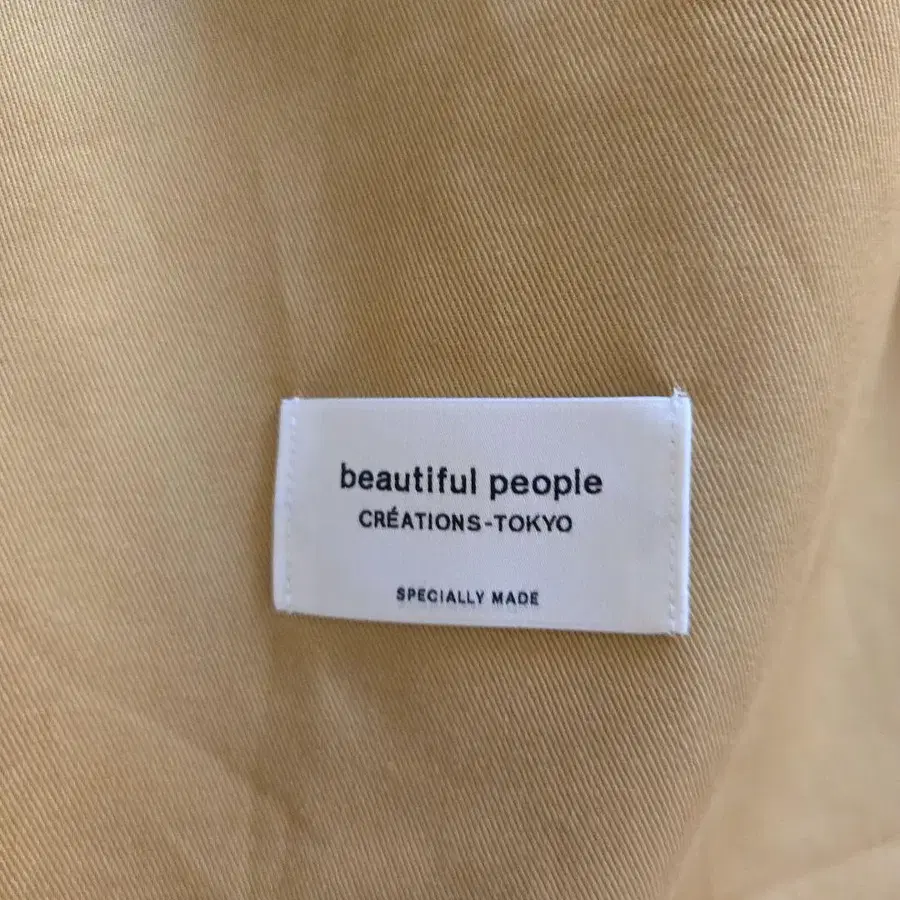 beautiful people
CRÉATIONS-TOKYO
SPECIALLY MADE